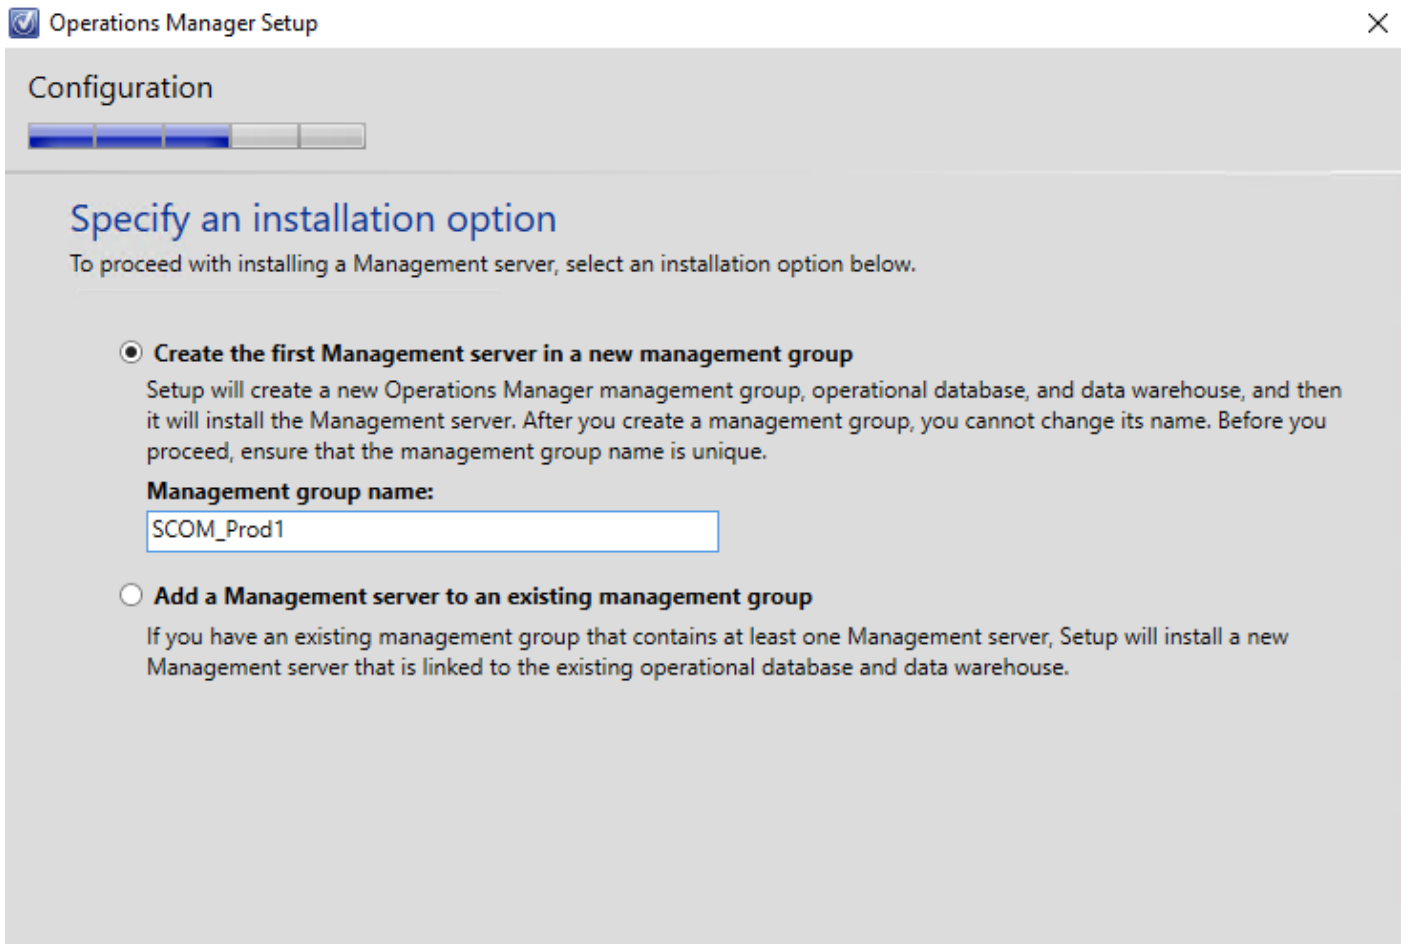 Operations Manager Setup
Configuration
Specify an installation option
To proceed with installing a Management server, select an installation option below.
Create the first Management server in a new management group
Setup will create a new Operations Manager management group, operational database, and data warehouse, and then
it will install the Management server. After you create a management group, you cannot change its name. Before you
proceed, ensure that the management group name is unique.
Management group name:
SCOM_Prod1
Add a Management server to an existing management group
If you have an existing management group that contains at least one Management server, Setup will install a new
Management server that is linked to the existing operational database and data warehouse.